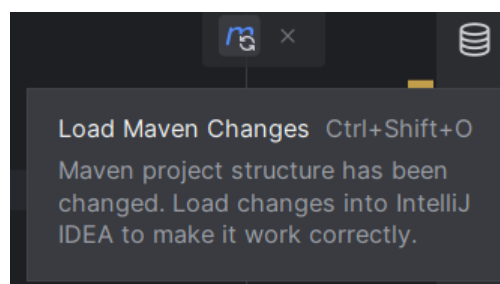 m
Load Maven Changes Ctrl+Shift+O
Maven project structure has been
changed. Load changes into IntelliJ
IDEA to make it work correctly.